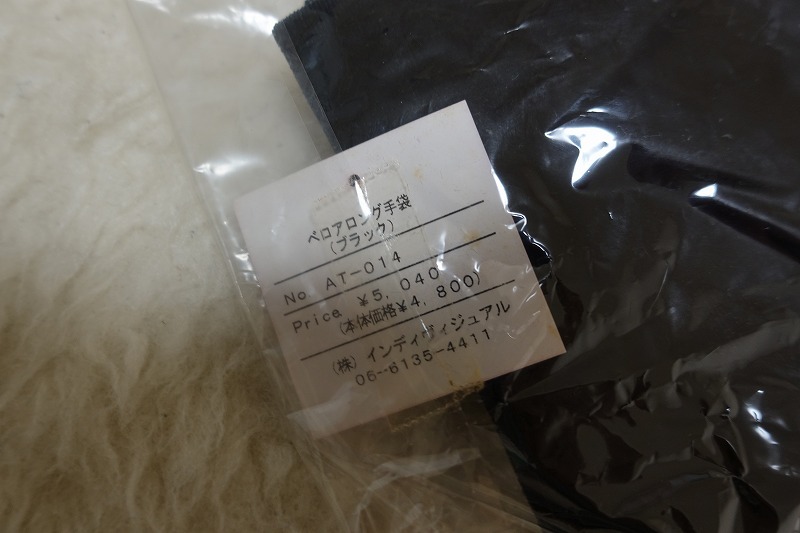 ベロアロング手袋
(ブラック)
No AT-014
Price ¥5,040
(本体価格¥4,800)
(株)インディヴィジュアル
06-6135-4411